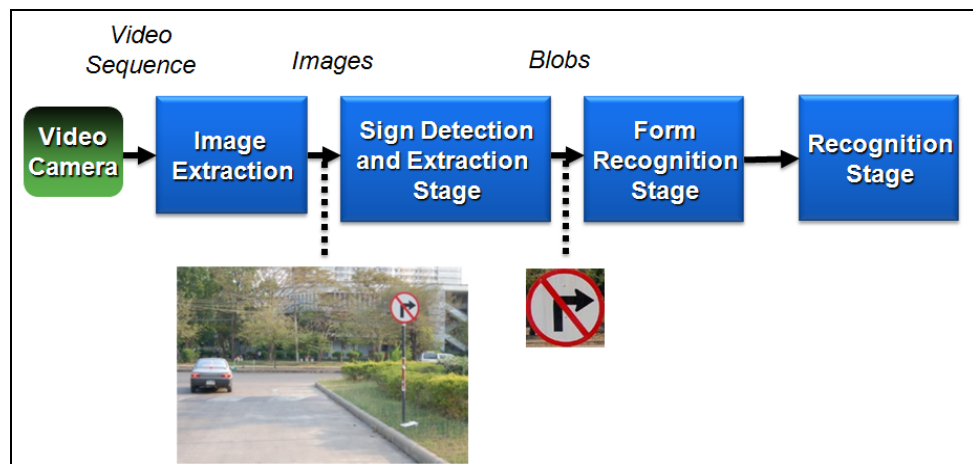 Video
Sequence
Images
Blobs
Video
Camera
Image
Extraction
Sign Detection
and Extraction
Stage
Form
Recognition
Stage
Recognition
Stage